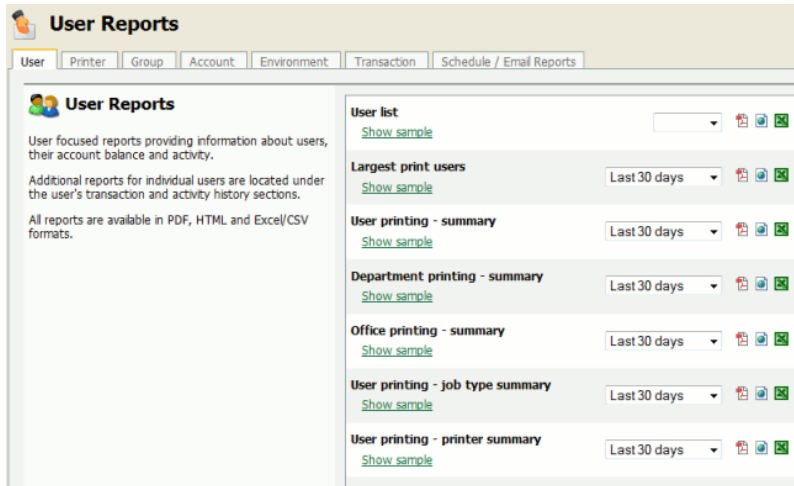 User Reports
User Printer Group Account Environment Transaction Schedule / Email Reports
User Reports
User focused reports providing information about users,
their account balance and activity.
Additional reports for individual users are located under
the user's transaction and activity history sections.
All reports are available in PDF, HTML and Excel/CSV
formats.
User list
Show sample
Largest print users
Show sample
Last 30 days
User printing - summary
Show sample
Last 30 days
Department printing - summary
Show sample
Last 30 days
Office printing - summary
Show sample
Last 30 days
User printing - job type summary
Show sample
Last 30 days
User printing - printer summary
Show sample
Last 30 days